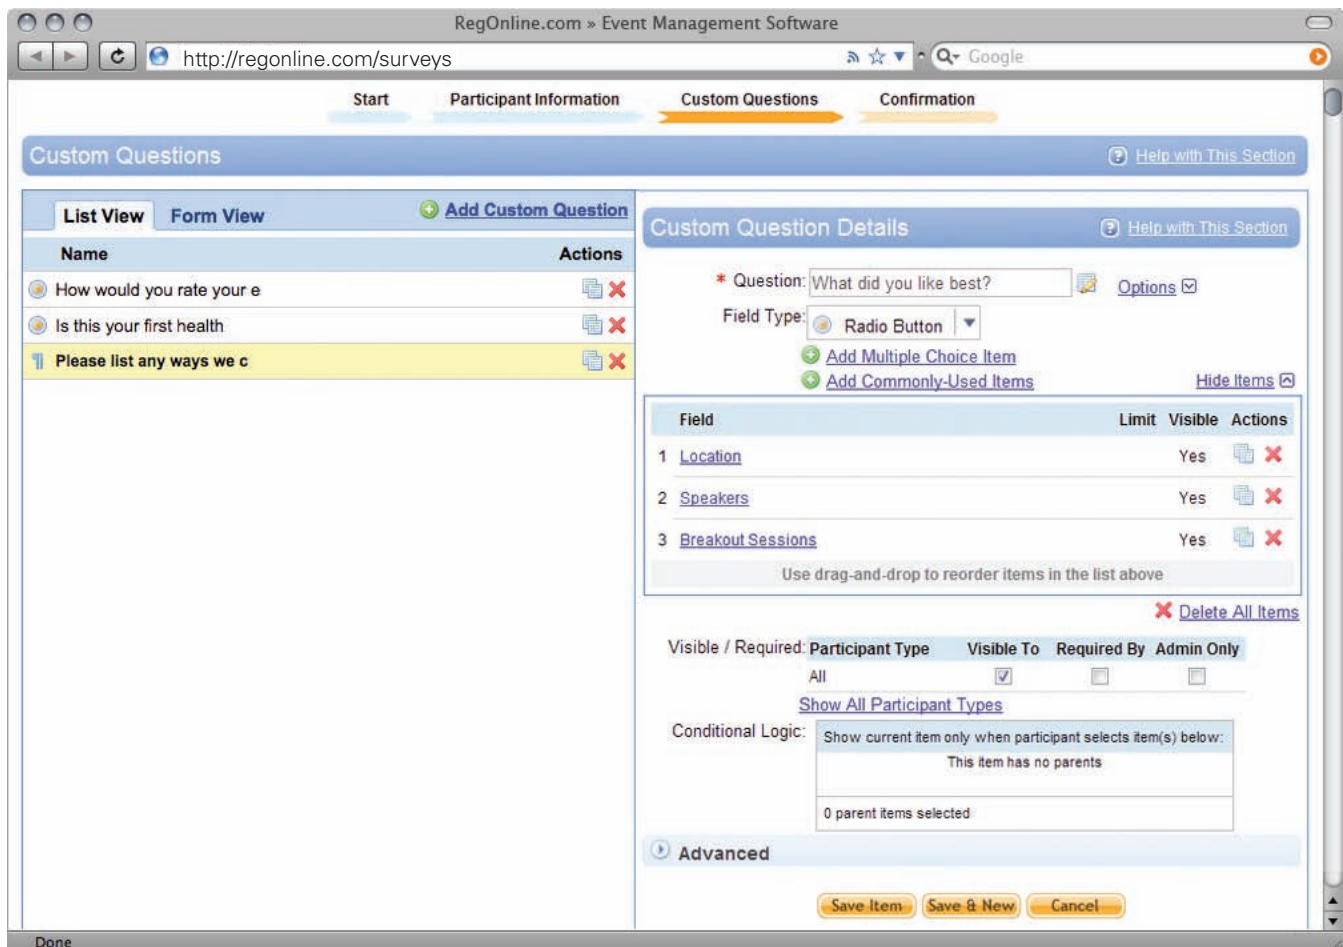 RegOnline.com » Event Management Software
http://regonline.com/surveys
Google
Start Participant Information Custom Questions Confirmation
Custom Questions
Help with This Section
List View Form View Add Custom Question
Name Actions
How would you rate your e
Is this your first health
Please list any ways we c
Custom Question Details
Help with This Section
* Question: What did you like best? Options
Field Type: Radio Button
Add Multiple Choice Item
Add Commonly-Used Items Hide Items
Field Limit Visible Actions
1 Location Yes
2 Speakers Yes
3 Breakout Sessions Yes
Use drag-and-drop to reorder items in the list above
Delete All Items
Visible / Required: Participant Type Visible To Required By Admin Only
All
Show All Participant Types
Conditional Logic: Show current item only when participant selects item(s) below:
This item has no parents
0 parent items selected
Advanced
Save Item Save & New Cancel
Done